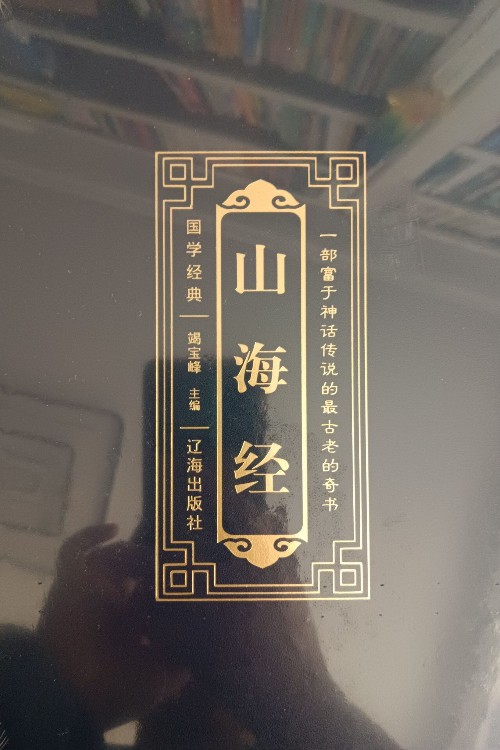 一部富于神话传说的最古老的奇书
山海经
国学经典
竭宝峰 主编
辽海出版社